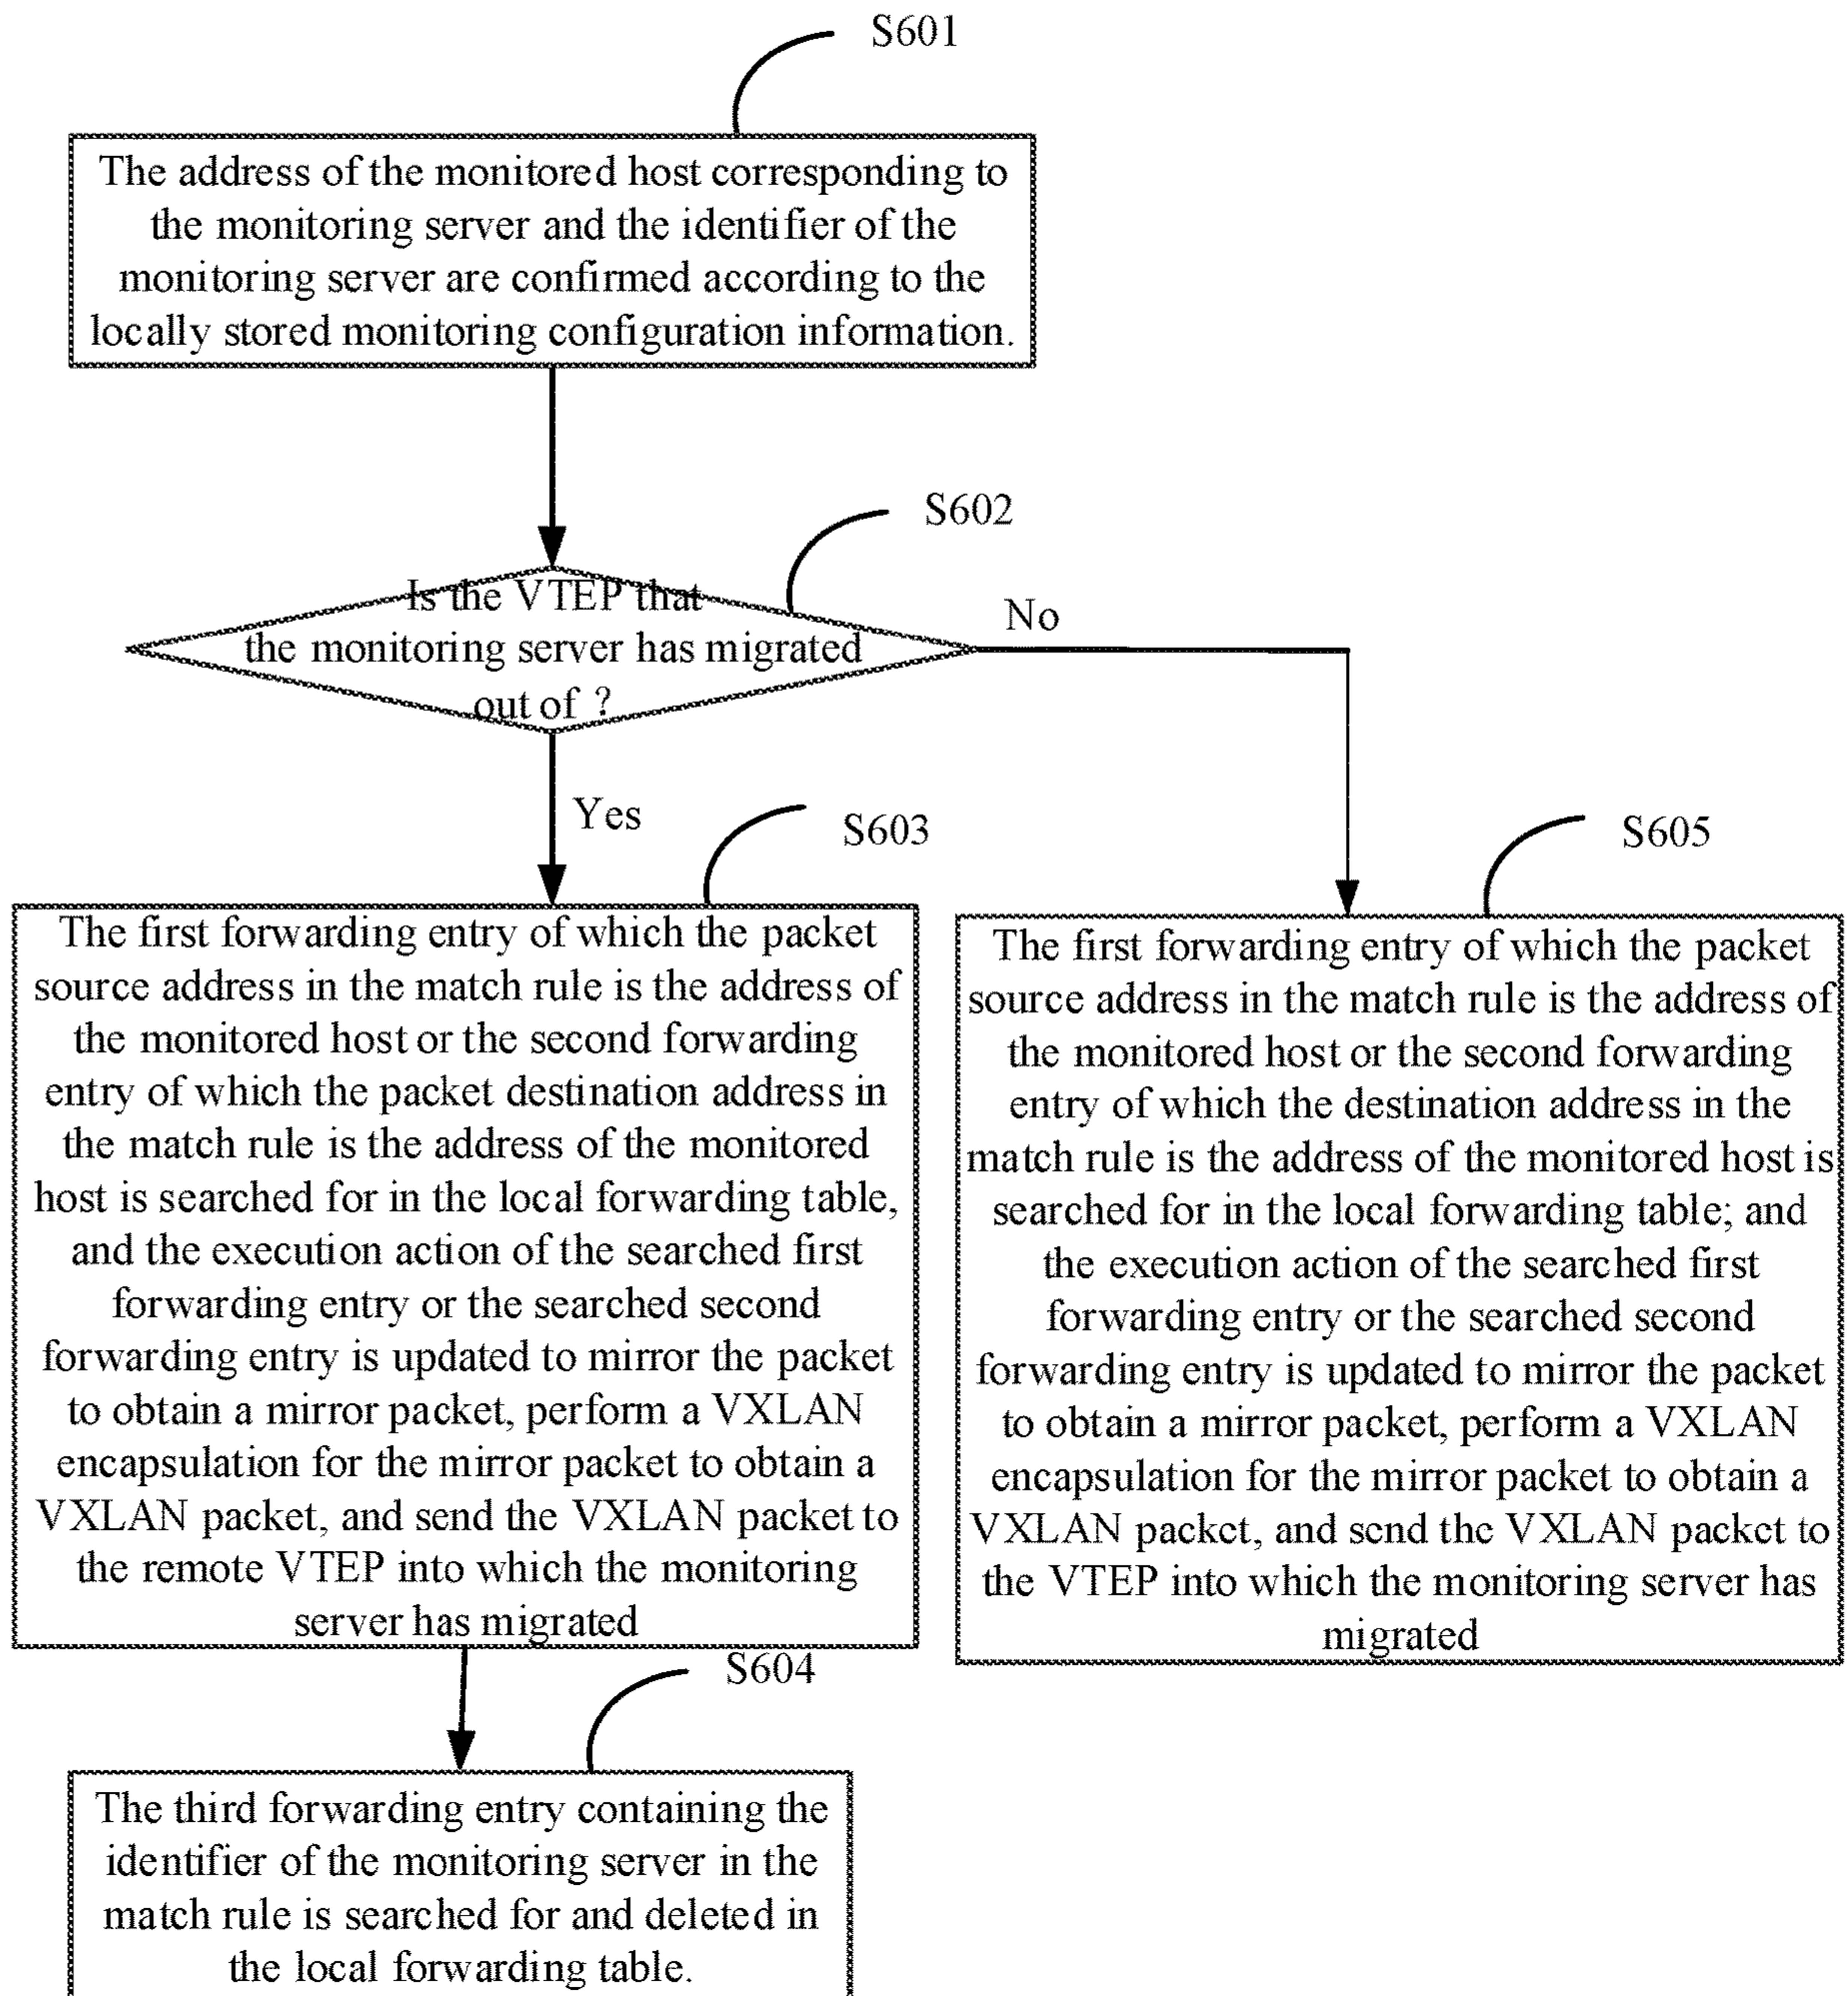 S601
The address of the monitored host corresponding to
the monitoring server and the identifier of the
monitoring server are confirmed according to the
locally stored monitoring configuration information.
S602
Is the VTEP that
the monitoring server has migrated
out of ?
No
Yes
S603
The first forwarding entry of which the packet
source address in the match rule is the address of
the monitored host or the second forwarding
entry of which the packet destination address in
the match rule is the address of the monitored
host is searched for in the local forwarding table,
and the execution action of the searched first
forwarding entry or the searched second
forwarding entry is updated to mirror the packet
to obtain a mirror packet, perform a VXLAN
encapsulation for the mirror packet to obtain a
VXLAN packet, and send the VXLAN packet to
the remote VTEP into which the monitoring
server has migrated
S605
The first forwarding entry of which the packet
source address in the match rule is the address of
the monitored host or the second forwarding
entry of which the destination address in the
match rule is the address of the monitored host is
searched for in the local forwarding table; and
the execution action of the searched first
forwarding entry or the searched second
forwarding entry is updated to mirror the packet
to obtain a mirror packet, perform a VXLAN
encapsulation for the mirror packet to obtain a
VXLAN packet, and send the VXLAN packet to
the VTEP into which the monitoring server has
migrated
S604
The third forwarding entry containing the
identifier of the monitoring server in the
match rule is searched for and deleted in
the local forwarding table.